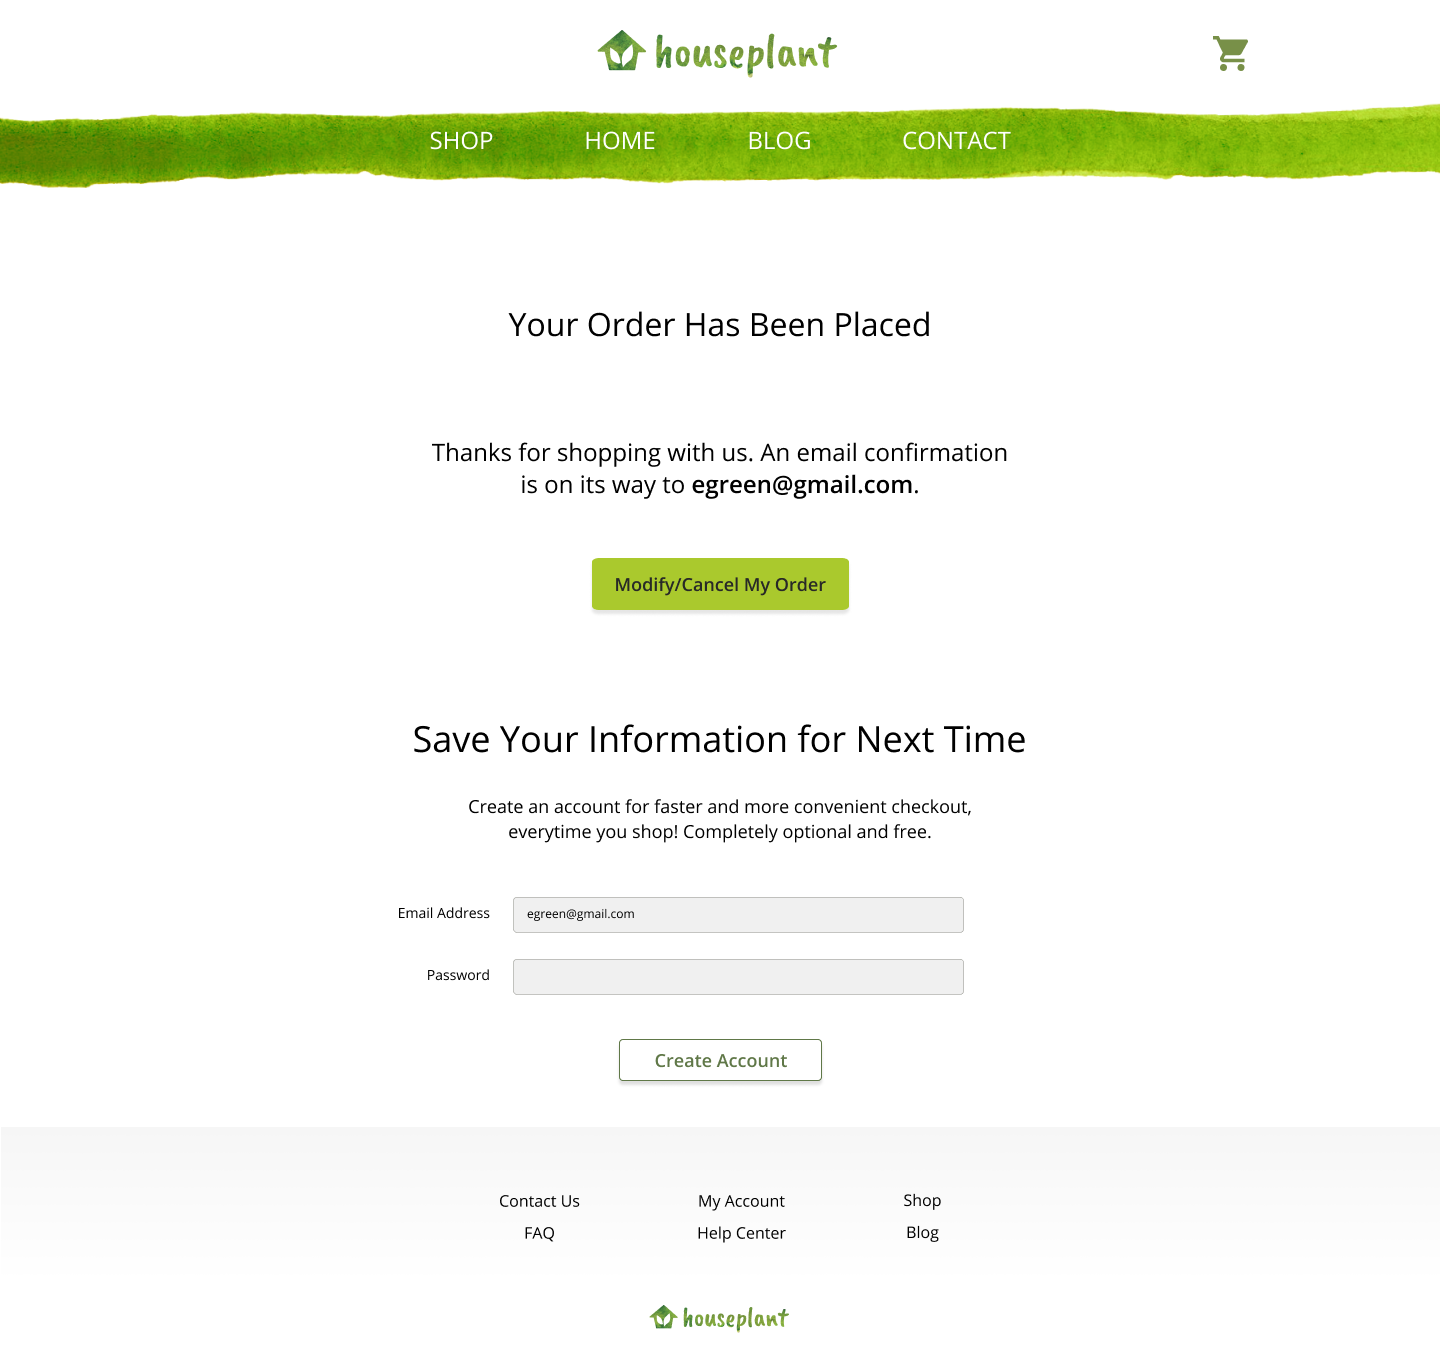 houseplant
SHOP HOME BLOG CONTACT
Your Order Has Been Placed
Thanks for shopping with us. An email confirmation
is on its way to egreen@gmail.com.
Modify/Cancel My Order
Save Your Information for Next Time
Create an account for faster and more convenient checkout,
everytime you shop! Completely optional and free.
Email Address egreen@gmail.com
Password
Create Account
Contact Us My Account Shop
FAQ Help Center Blog
houseplant